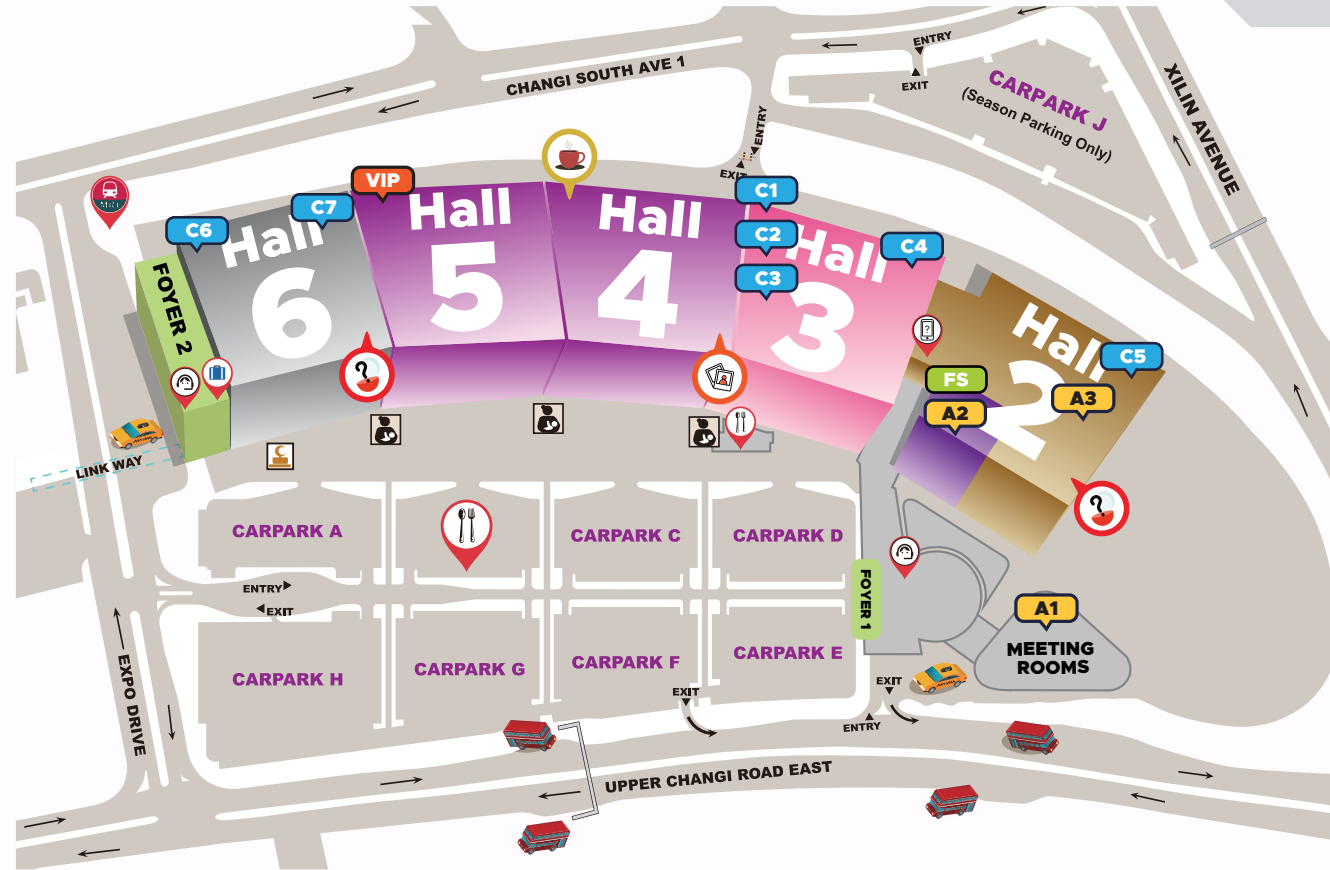 ENTRY
EXIT
CHANGI SOUTH AVE 1
XILIN AVENUE
CARPARK J
(Season Parking Only)
ENTRY
EXIT
MRT
VIP
C1
C2
C3
C4
C5
C6
C7
Hall
6
Hall
5
Hall
4
Hall
3
Hall
2
FS
A2
A3
FOYER 2
?
?
?
LINK WAY
CARPARK A
CARPARK C
CARPARK D
ENTRY
EXIT
FOYER 1
A1
MEETING
ROOMS
CARPARK H
CARPARK G
CARPARK F
CARPARK E
EXPO DRIVE
EXIT
EXIT
ENTRY
UPPER CHANGI ROAD EAST